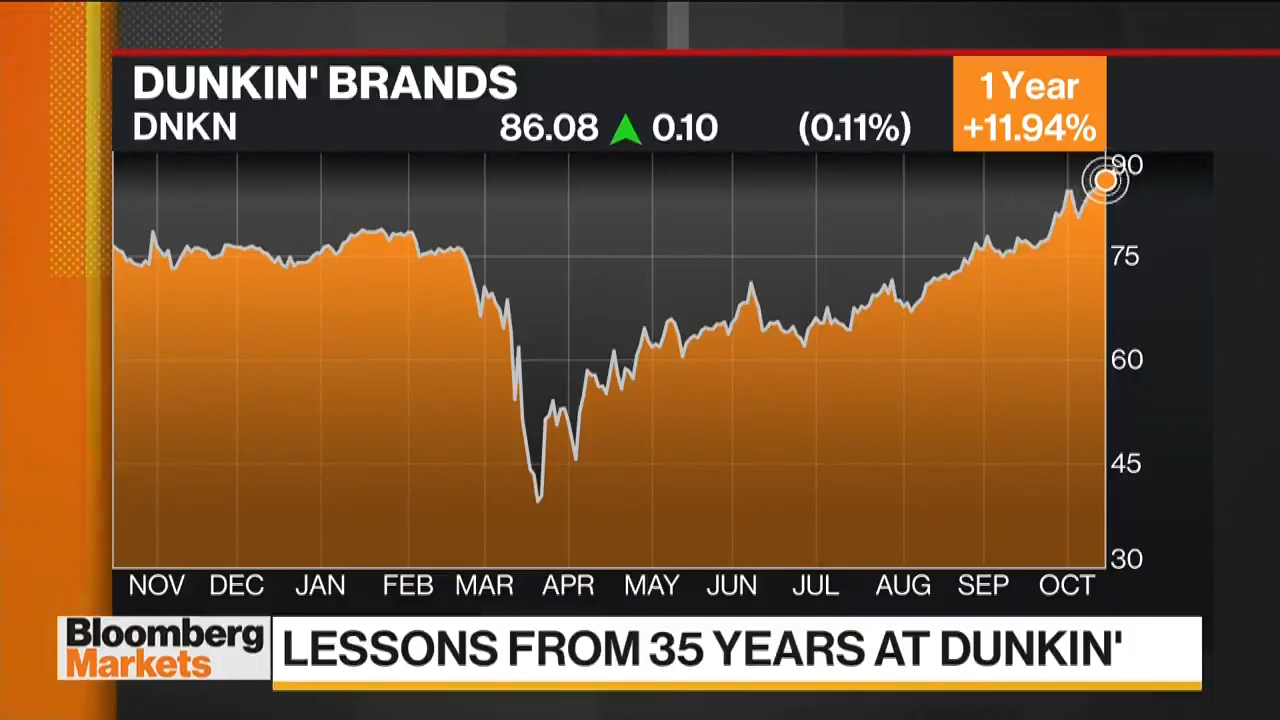 DUNKIN' BRANDS
DNKN 86.08 0.10 (0.11%)
1 Year
+11.94%
90
75
60
45
30
NOV DEC JAN FEB MAR APR MAY JUN JUL AUG SEP OCT
Bloomberg
Markets
LESSONS FROM 35 YEARS AT DUNKIN'